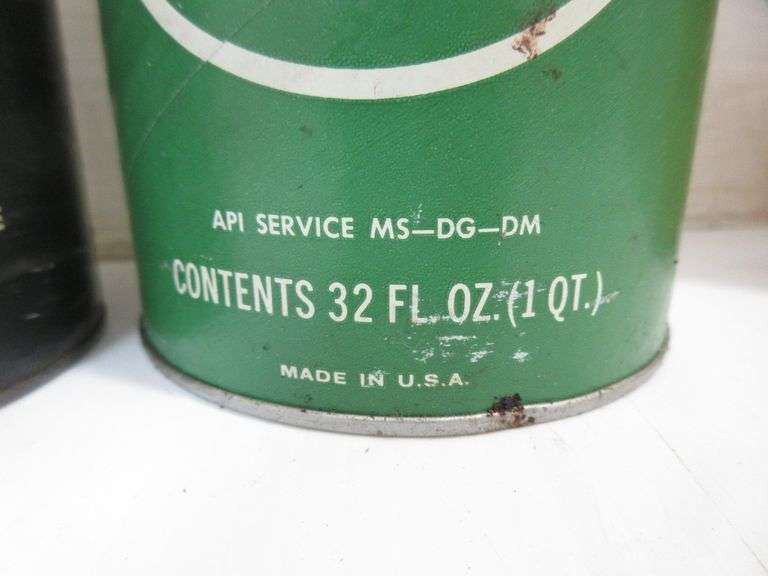 API SERVICE MS—DG—DM
CONTENTS 32 FL. OZ. (1 QT.)
MADE IN U.S.A.